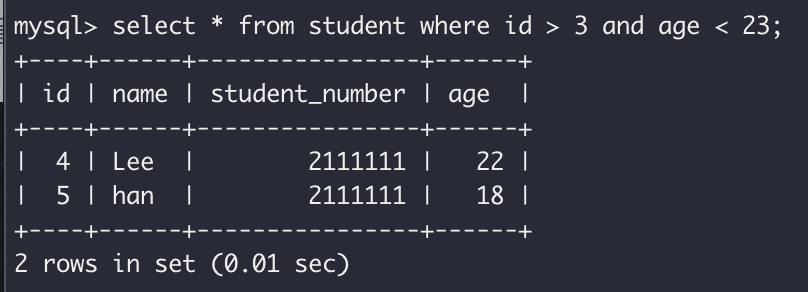 mysql> select * from student where id > 3 and age < 23;
+----+------+----------------+------+
| id | name | student_number | age  |
+----+------+----------------+------+
|  4 | Lee  |        2111111 |   22 |
|  5 | han  |        2111111 |   18 |
+----+------+----------------+------+
2 rows in set (0.01 sec)